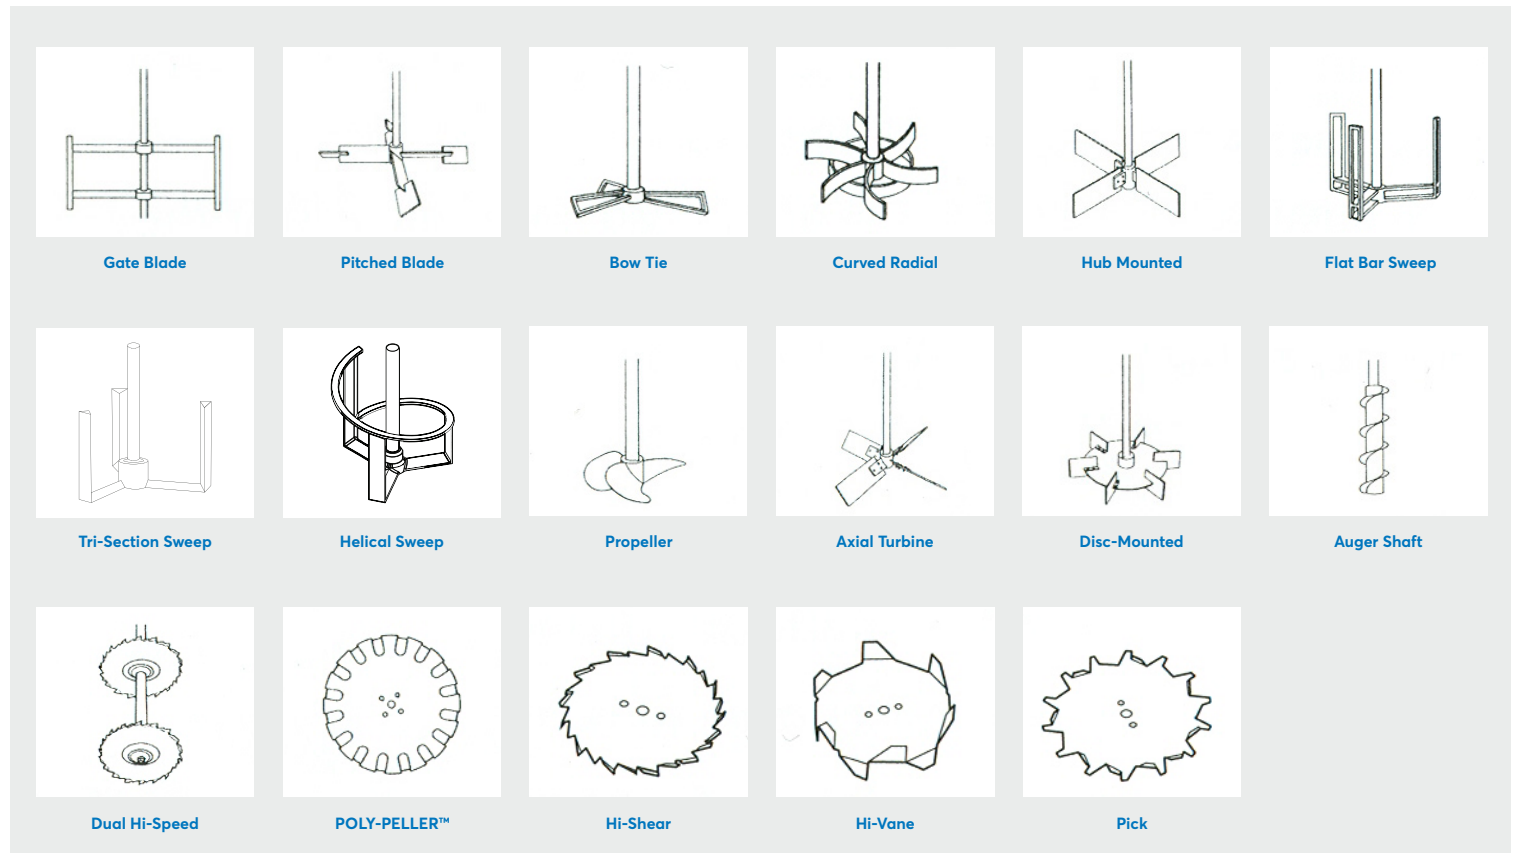 Gate Blade
Pitched Blade
Bow Tie
Curved Radial
Hub Mounted
Flat Bar Sweep
Tri-Section Sweep
Helical Sweep
Propeller
Axial Turbine
Disc-Mounted
Auger Shaft
Dual Hi-Speed
POLY-PELLER™
Hi-Shear
Hi-Vane
Pick